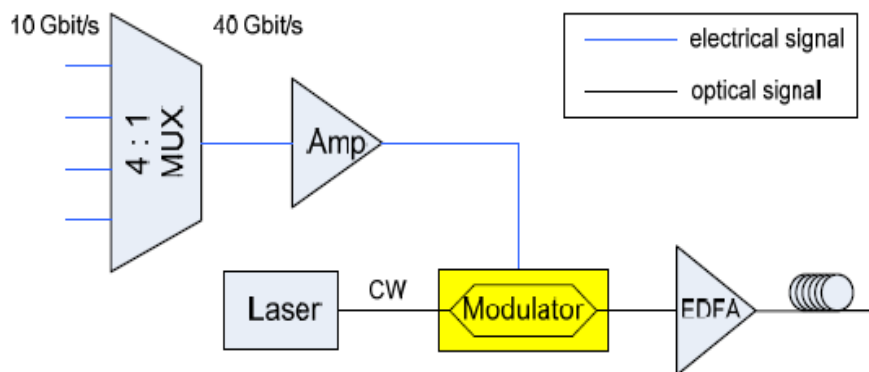 10 Gbit/s
40 Gbit/s
electrical signal
optical signal
4 : 1
MUX
Amp
Laser
CW
Modulator
EDFA